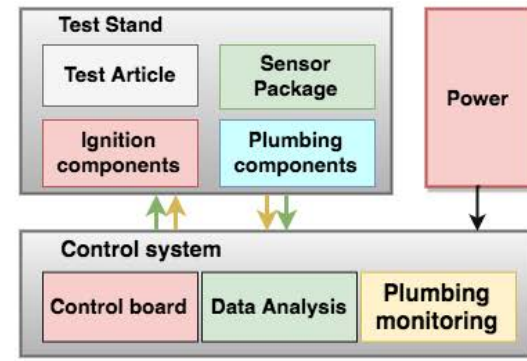 Test Stand
Test Article
Sensor
Package
Power
Ignition
components
Plumbing
components
Control system
Control board
Data Analysis
Plumbing
monitoring